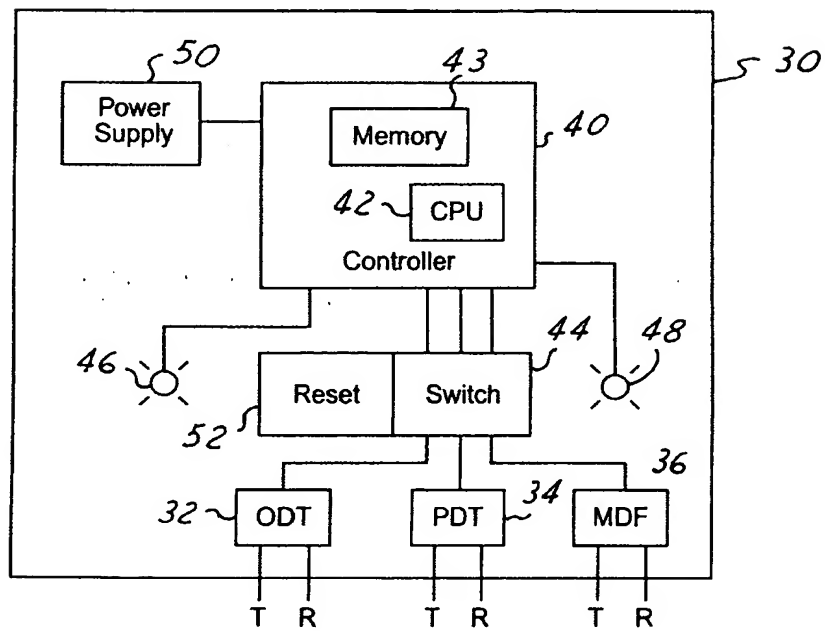 50
43
30
Power
Supply
Memory
40
42
CPU
Controller
46
44
48
Reset
Switch
52
36
32
ODT
PDT
34
MDF
T R T R T R